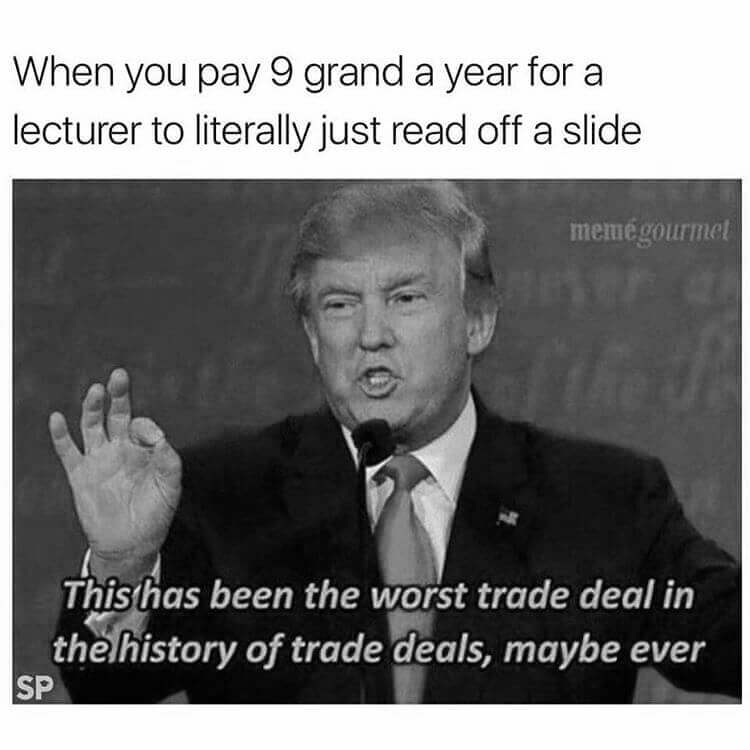 When you pay 9 grand a year for a
lecturer to literally just read off a slide
memégourmet
This has been the worst trade deal in
the history of trade deals, maybe ever
SP